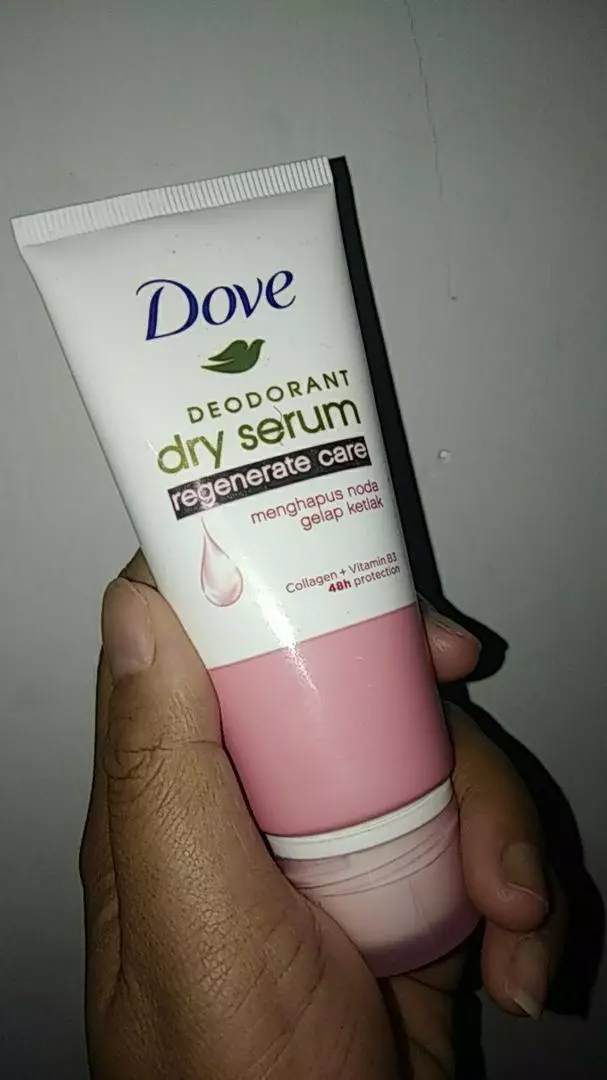 Dove
DEODORANT
dry serum
regenerate care
menghapus noda
gelap ketiak
Collagen + Vitamin B3
48h protection